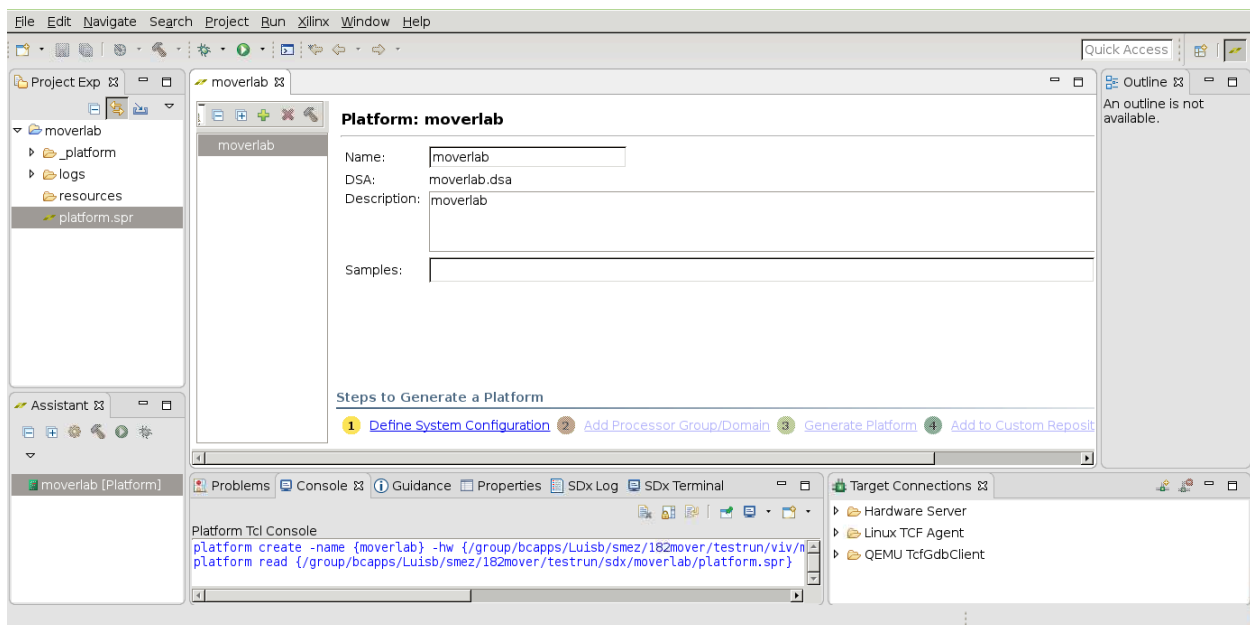 File Edit Navigate Search Project Run Xilinx Window Help
Quick Access
Project Exp
moverlab
_platform
logs
resources
platform.spr
moverlab
moverlab
Platform: moverlab
Name: moverlab
DSA: moverlab.dsa
Description: moverlab
Samples:
Steps to Generate a Platform
1 Define System Configuration 2 Add Processor Group/Domain 3 Generate Platform 4 Add to Custom Reposit
Outline
An outline is not
available.
Assistant
moverlab [Platform]
Problems Console Guidance Properties SDx Log SDx Terminal
Platform Tcl Console
platform create -name {moverlab} -hw {/group/bcapps/Luisb/smez/182mover/testrun/viv/m
platform read {/group/bcapps/Luisb/smez/182mover/testrun/sdx/moverlab/platform.spr}
Target Connections
Hardware Server
Linux TCF Agent
QEMU TcfGdbClient